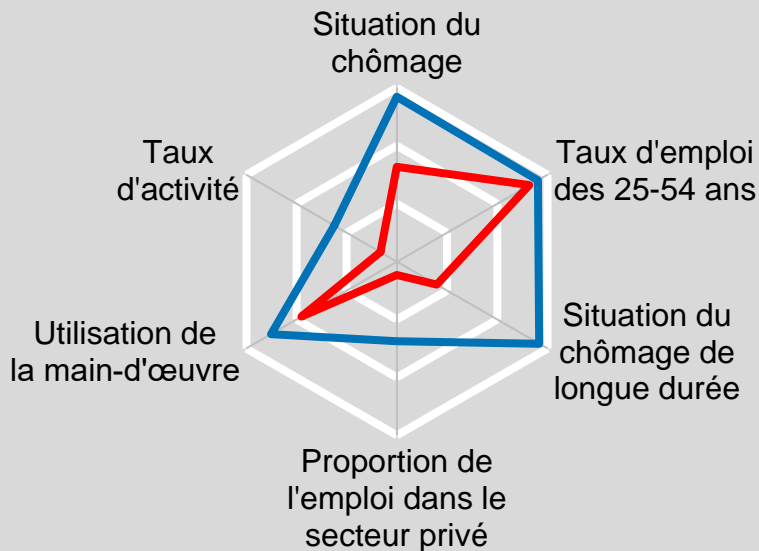 Situation du
chômage
Taux
d'activité
Taux d'emploi
des 25-54 ans
Utilisation de
la main-d'œuvre
Situation du
chômage de
longue durée
Proportion de
l'emploi dans le
secteur privé